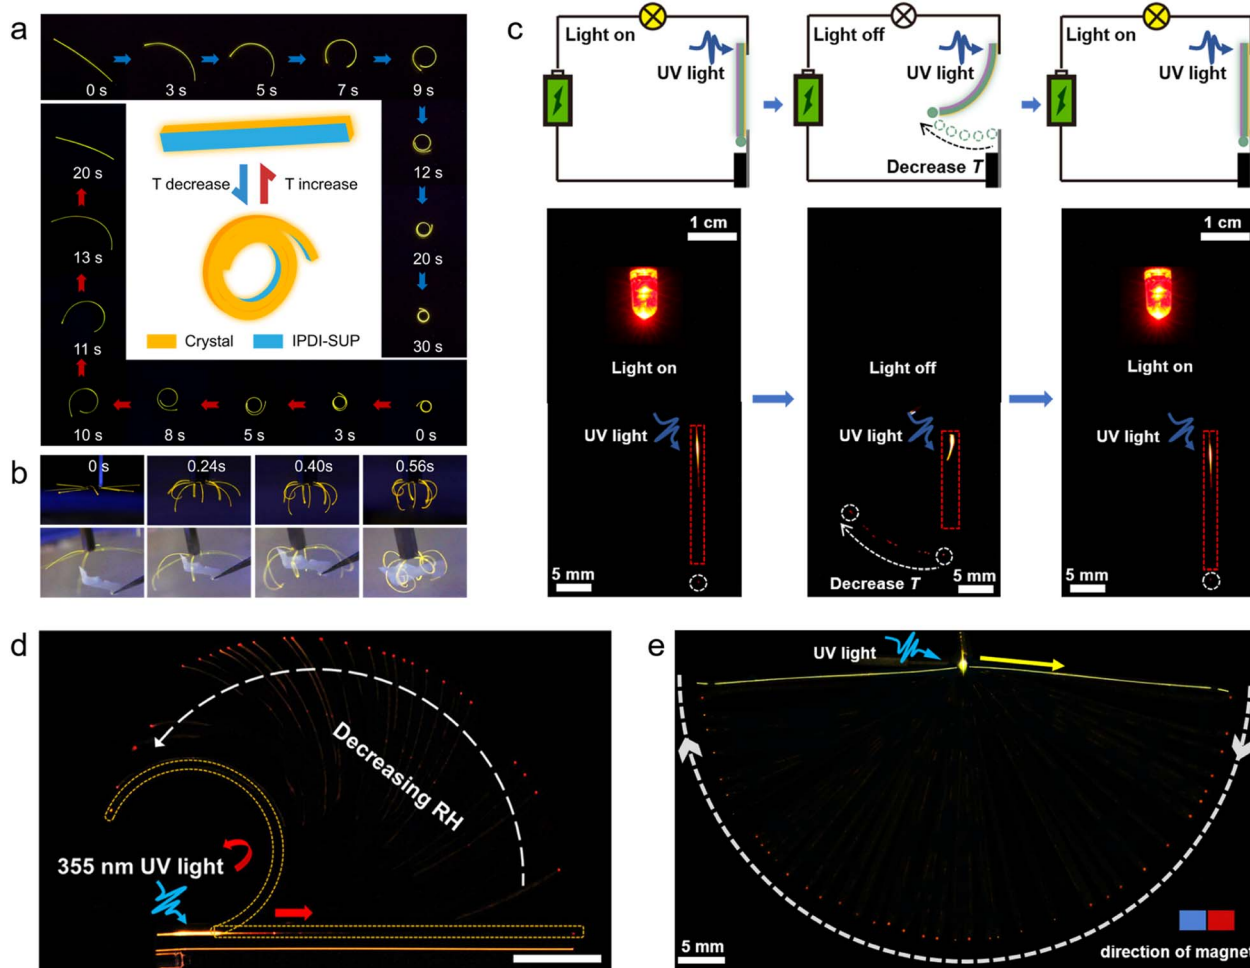 a
0 s
3 s
5 s
7 s
9 s
20 s
T decrease
T increase
12 s
13 s
20 s
11 s
Crystal
IPDI-SUP
30 s
10 s
8 s
5 s
3 s
0 s
b
0s
0.24s
0.40s
0.56s
c
Light on
UV light
Light off
UV light
Decrease T
Light on
UV light
1 cm
Light on
UV light
5 mm
Light off
UV light
Decrease T
5 mm
1 cm
Light on
UV light
5 mm
d
Decreasing RH
355 nm UV light
e
UV light
5 mm
direction of magnet